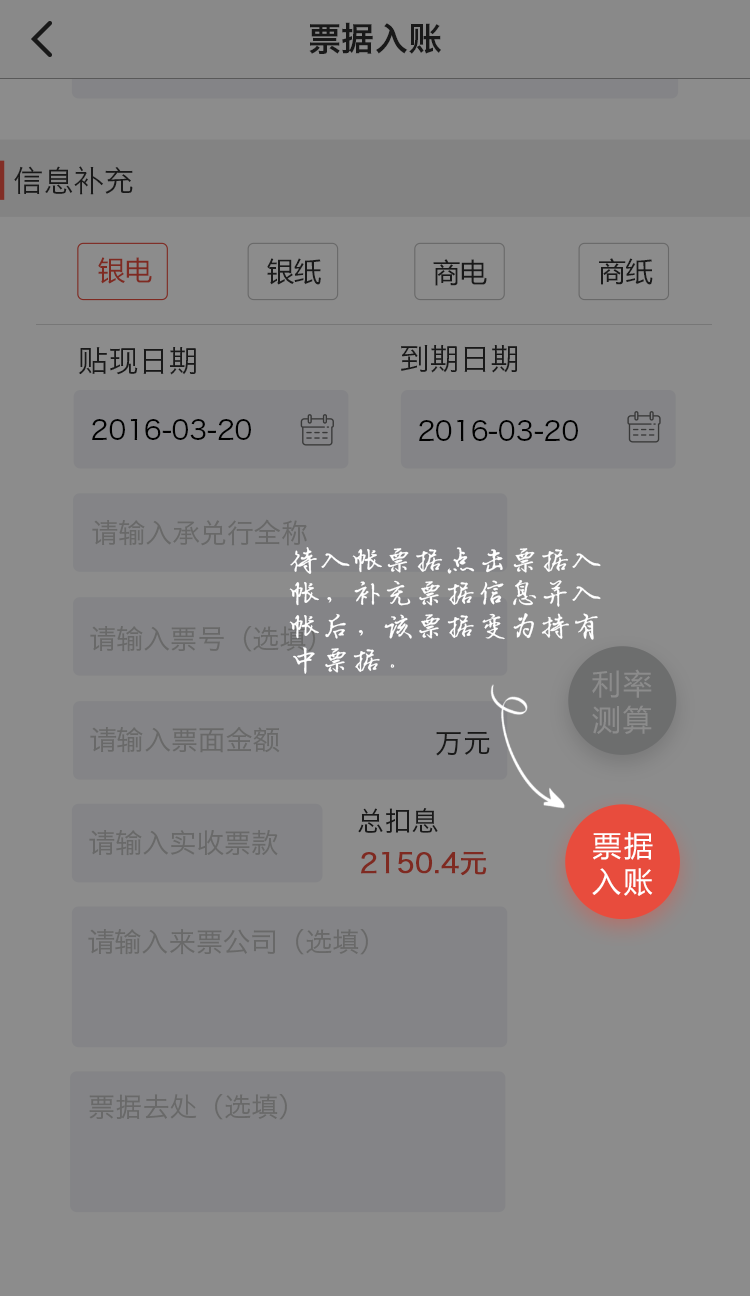 票据入账
信息补充
银电 银纸 商电 商纸
贴现日期 到期日期
2016-03-20 2016-03-20
请输入承兑行全称
待入帐票据点击票据入
帐，补充票据信息并入
帐后，该票据变为持有
中票据。
请输入票号（选填）
利率
测算
请输入票面金额 万元
请输入实收票款
总扣息
2150.4元
票据
入账
请输入来票公司（选填）
票据去处（选填）